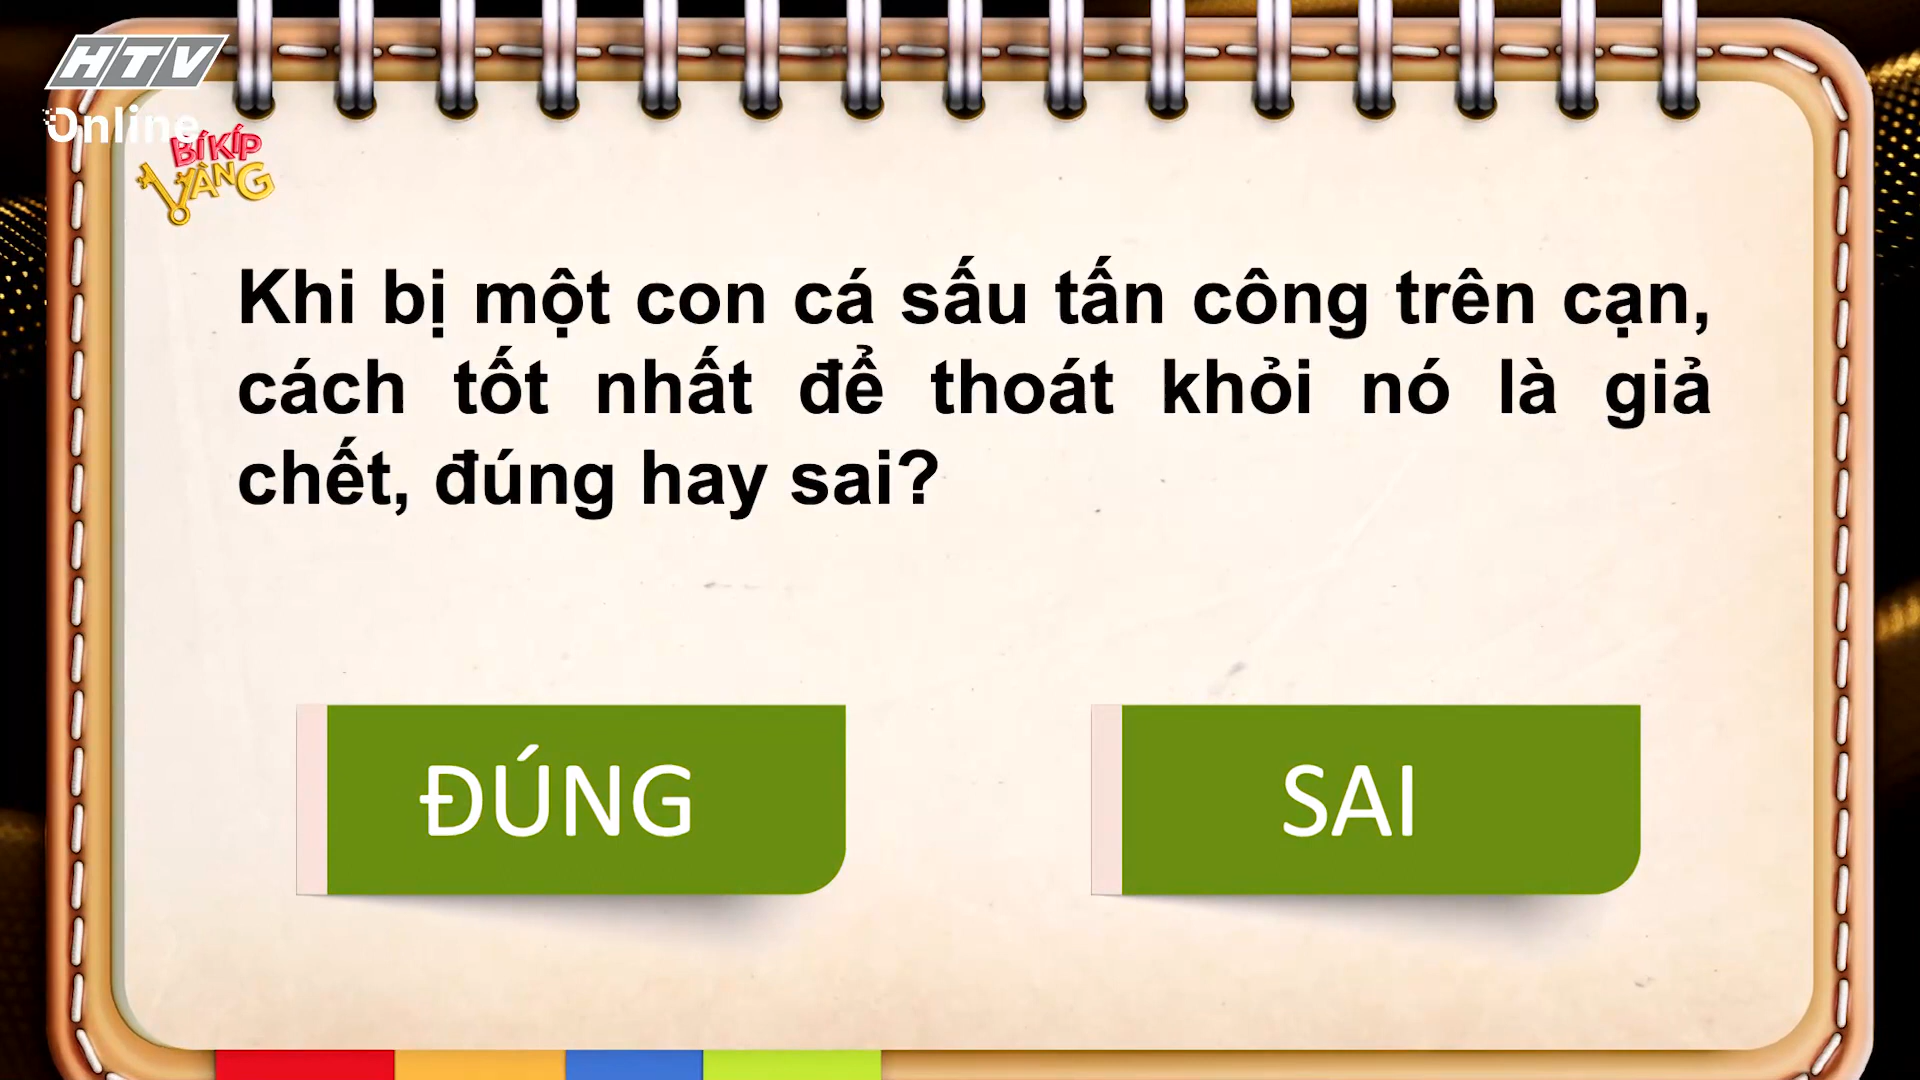 HTV
Online
BÍ KÍP
VÀNG
Khi bị một con cá sấu tấn công trên cạn,
cách tốt nhất để thoát khỏi nó là giả
chết, đúng hay sai?
ĐÚNG
SAI